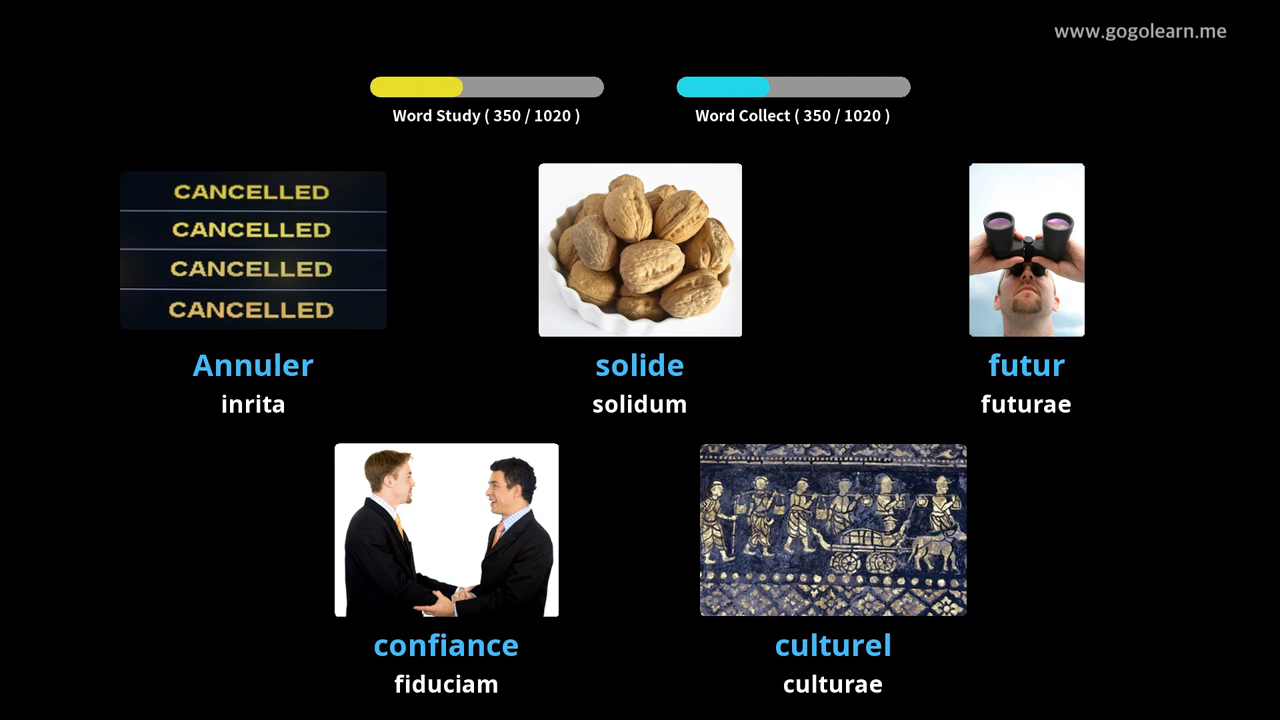 www.gogolearn.me
Word Study ( 350 / 1020 )
Word Collect ( 350 / 1020 )
CANCELLED
CANCELLED
CANCELLED
CANCELLED
Annuler
inrita
solide
solidum
futur
futurae
confiance
fiduciam
culturel
culturae